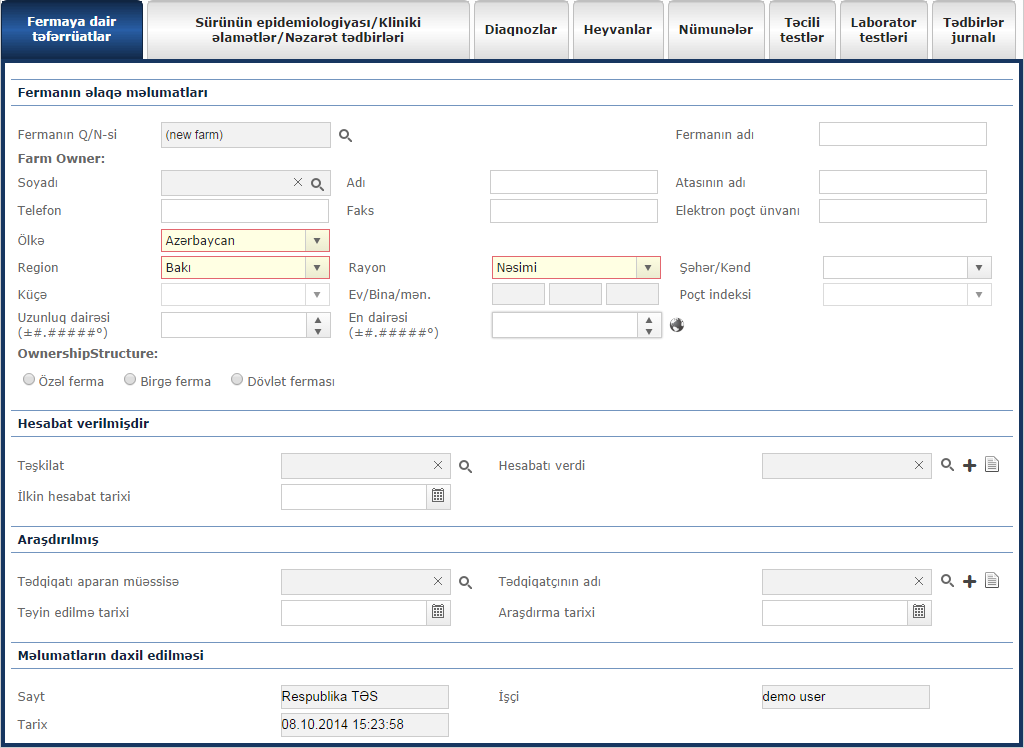 Fermaya dair
təfərrüatlar
Sürünün epidemiologiyası/Kliniki
əlamətlər/Nəzarət tədbirləri
Diaqnozlar
Heyvanlar
Nümunələr
Təcili
testlər
Laborator
testləri
Tədbirlər
jurnalı
Fermanın əlaqə məlumatları
Fermanın Q/N-si (new farm) Fermanın adı
Farm Owner:
Soyadı Adı Atasının adı
Telefon Faks Elektron poçt ünvanı
Ölkə Azərbaycan
Region Bakı Rayon Nəsimi Şəhər/Kənd
Küçə Ev/Bina/mən. Poçt indeksi
Uzunluq dairəsi
(±#.#####°)
En dairəsi
(±#.#####°)
OwnershipStructure:
Özəl ferma Birgə ferma Dövlət ferması
Hesabat verilmişdir
Təşkilat Hesabatı verdi
İlkin hesabat tarixi
Araşdırılmış
Tədqiqatı aparan müəssisə Tədqiqatçının adı
Təyin edilmə tarixi Araşdırma tarixi
Məlumatların daxil edilməsi
Sayt Respublika TƏS İşçi demo user
Tarix 08.10.2014 15:23:58